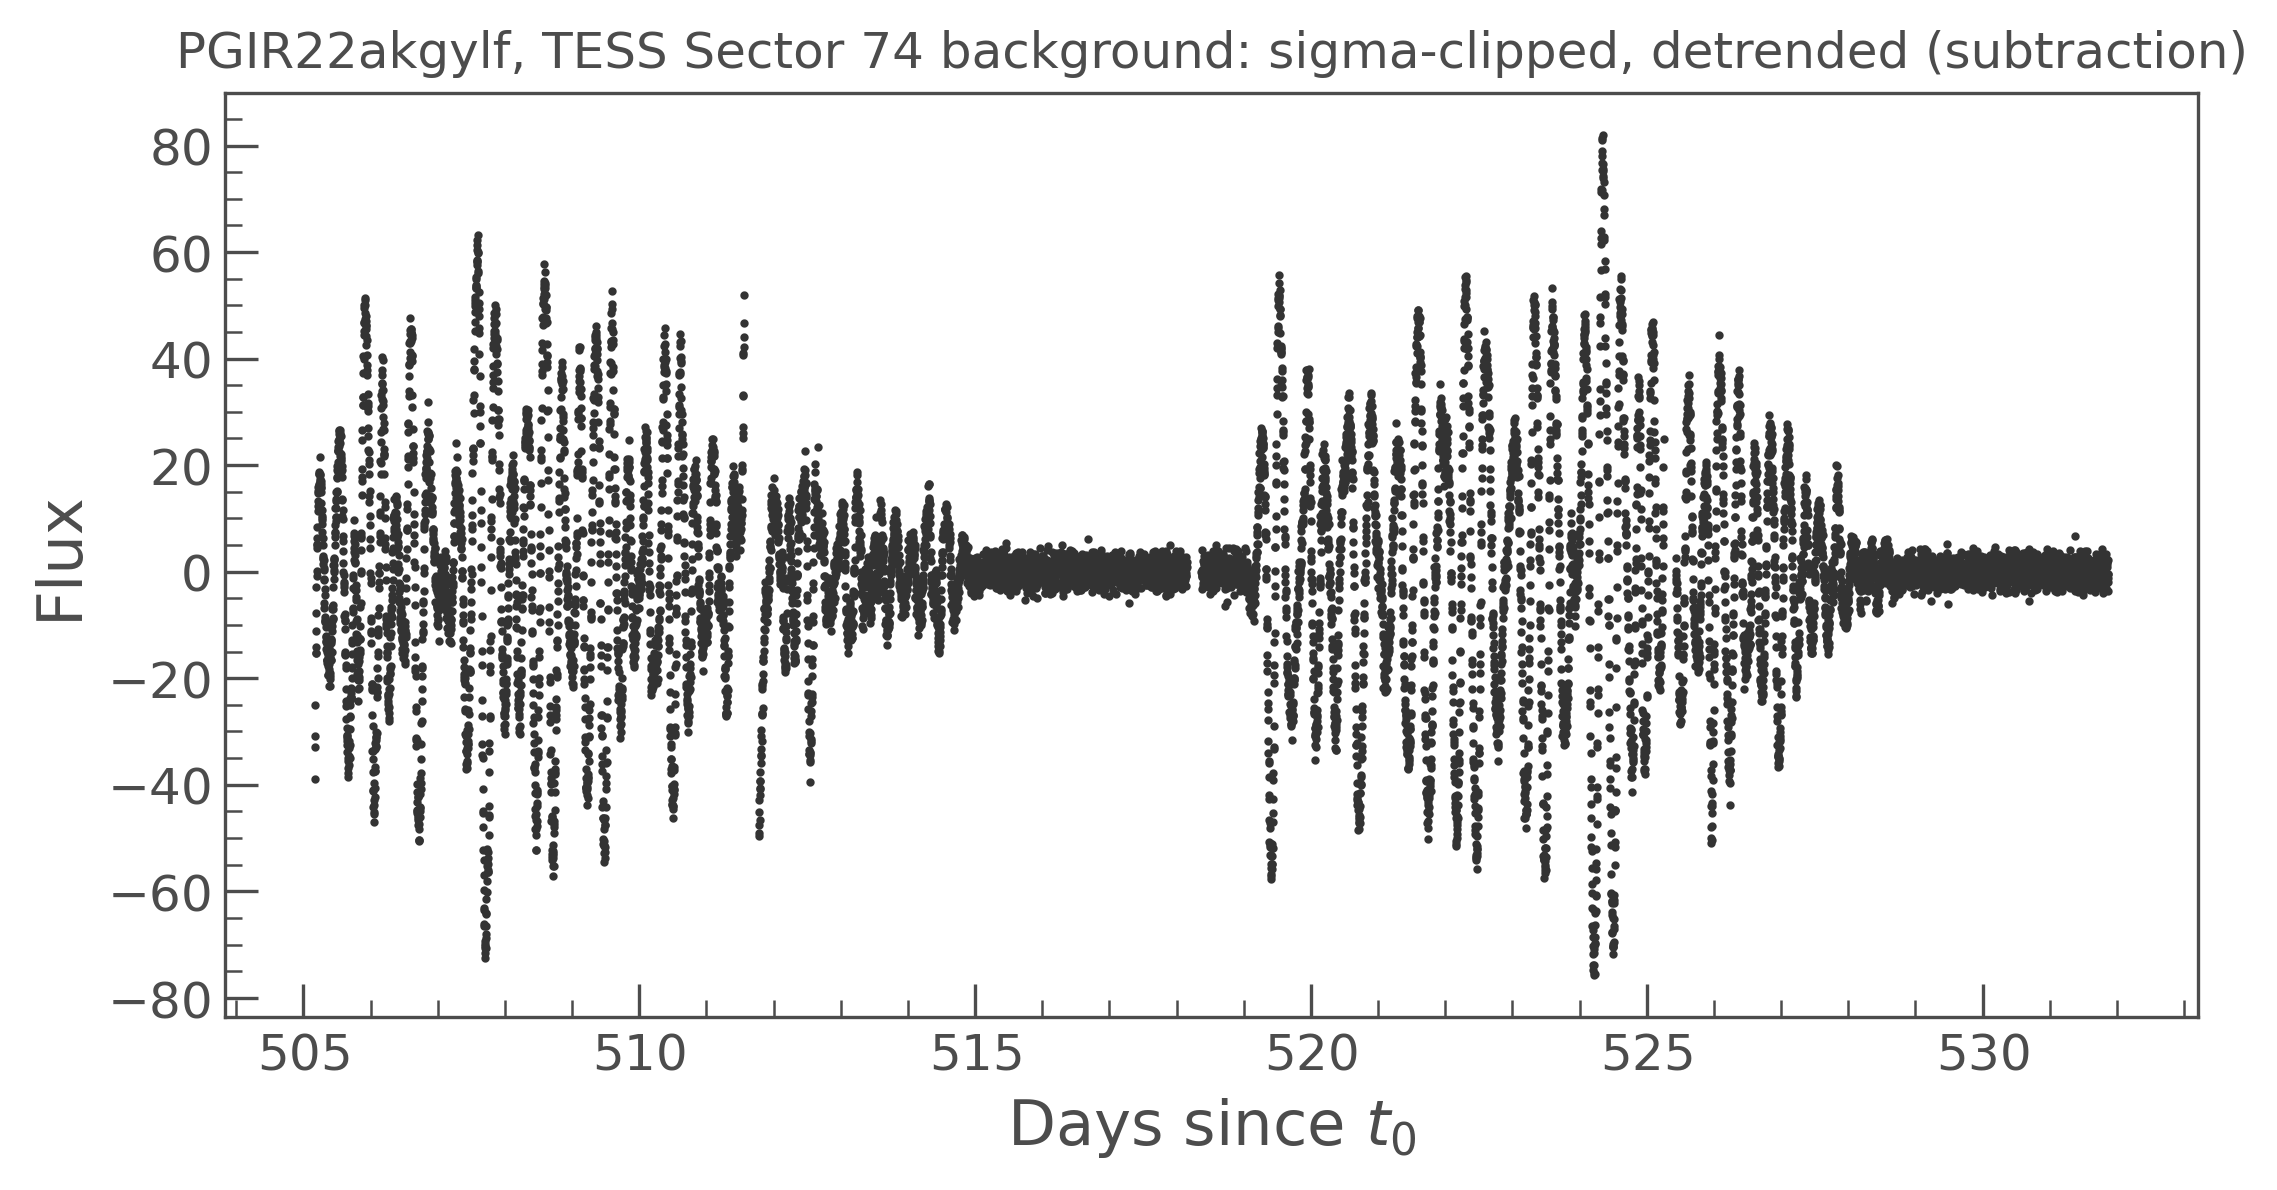 PGIR22akgylf, TESS Sector 74 background: sigma-clipped, detrended (subtraction)
Flux
80
60
40
20
0
−20
−40
−60
−80
505 510 515 520 525 530
Days since t₀